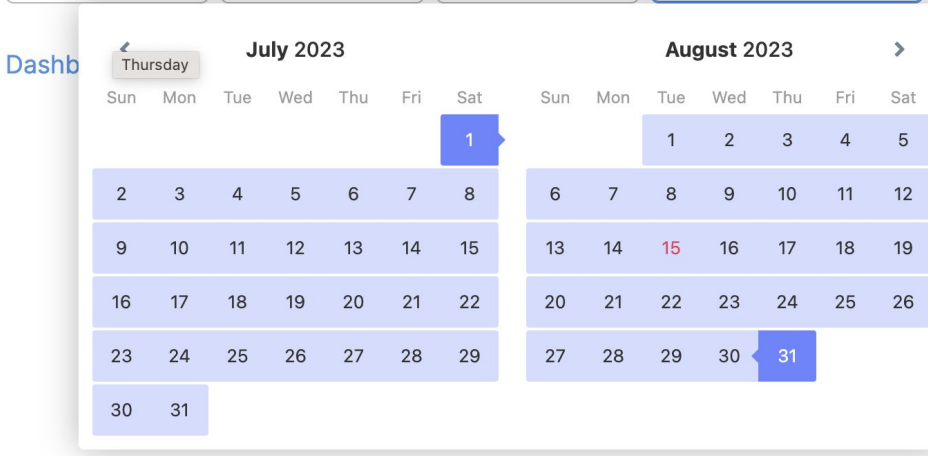 July 2023
August 2023
Dashb
Thursday
Sun Mon Tue Wed Thu Fri Sat
Sun Mon Tue Wed Thu Fri Sat
1
1 2 3 4 5
2 3 4 5 6 7 8
6 7 8 9 10 11 12
9 10 11 12 13 14 15
13 14 15 16 17 18 19
16 17 18 19 20 21 22
20 21 22 23 24 25 26
23 24 25 26 27 28 29
27 28 29 30 31
30 31